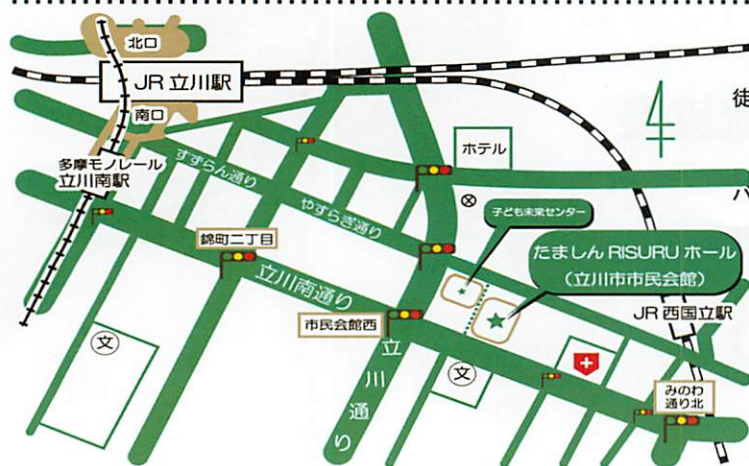 北口
JR 立川駅
南口
多摩モノレール
立川南駅
すずらん通り
やすらぎ通り
ホテル
徒
子ども未来センター
錦町二丁目
たましん RISURU ホール
(立川市市民会館)
立川南通り
市民会館西
JR 西国立駅
立川通り
文
文
みのわ
通り北